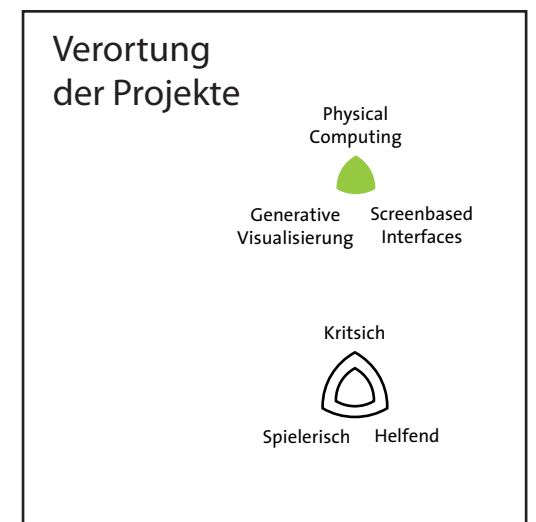 Verortung
der Projekte
Physical
Computing
Generative
Visualisierung
Screenbased
Interfaces
Kritsich
Spielerisch
Helfend